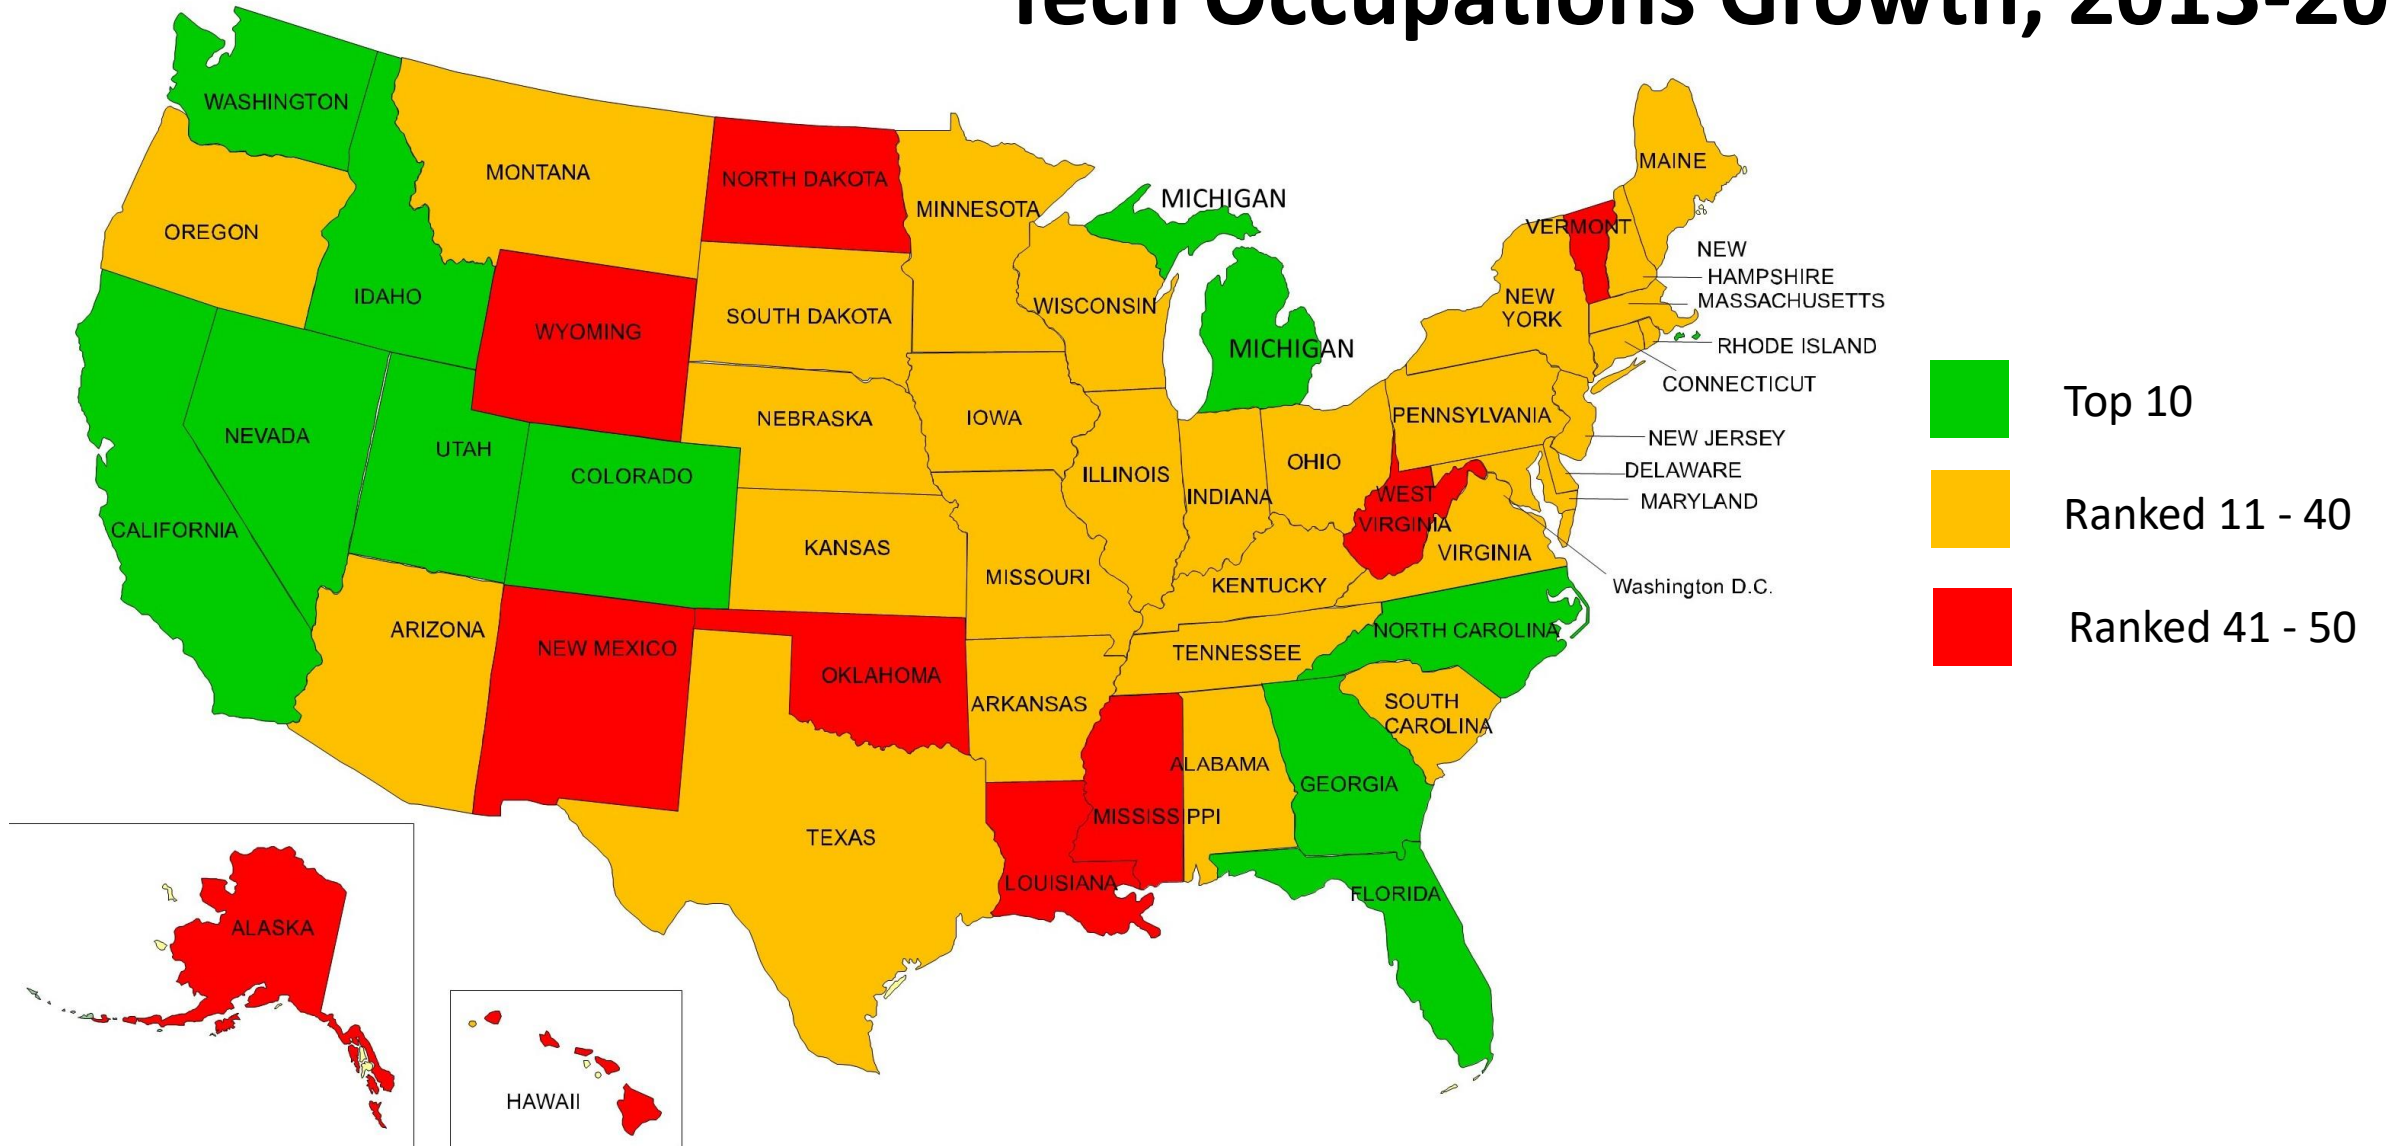 Tech Occupations Growth, 2013-20
WASHINGTON
MONTANA
NORTH DAKOTA
MINNESOTA
MICHIGAN
MAINE
OREGON
VERMONT
NEW
HAMPSHIRE
IDAHO
WYOMING
SOUTH DAKOTA
WISCONSIN
NEW
YORK
MASSACHUSETTS
MICHIGAN
RHODE ISLAND
CONNECTICUT
NEVADA
UTAH
COLORADO
NEBRASKA
IOWA
ILLINOIS
INDIANA
OHIO
PENNSYLVANIA
NEW JERSEY
DELAWARE
MARYLAND
CALIFORNIA
KANSAS
MISSOURI
KENTUCKY
WEST
VIRGINIA
VIRGINIA
Washington D.C.
ARIZONA
NEW MEXICO
OKLAHOMA
ARKANSAS
TENNESSEE
NORTH CAROLINA
SOUTH
CAROLINA
TEXAS
LOUISIANA
MISSISSIPPI
ALABAMA
GEORGIA
FLORIDA
ALASKA
HAWAII
Top 10
Ranked 11 - 40
Ranked 41 - 50